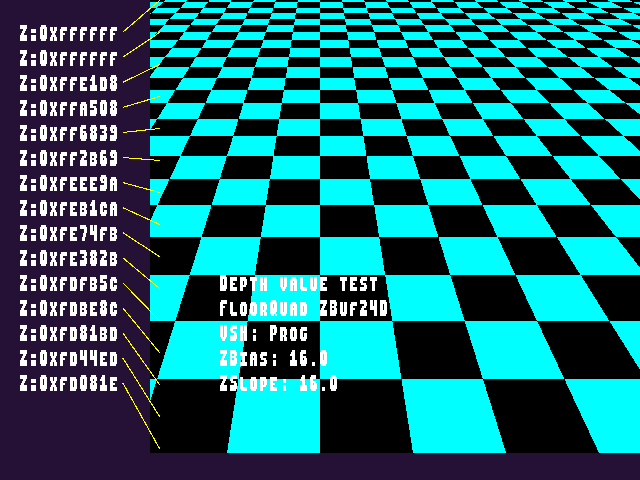 Z:0xffffff
Z:0xffffff
Z:0xffe1d8
Z:0xffa508
Z:0xff6839
Z:0xff2b69
Z:0xfeee9a
Z:0xfeb1ca
Z:0xfe74fb
Z:0xfe382b
Z:0xfdfb5c
Z:0xfdbe8c
Z:0xfd81bd
Z:0xfd44ed
Z:0xfd081e
Depth value test
FloorQuad ZBuf24D
VSH: Prog
ZBias: 16.0
ZSlope: 16.0